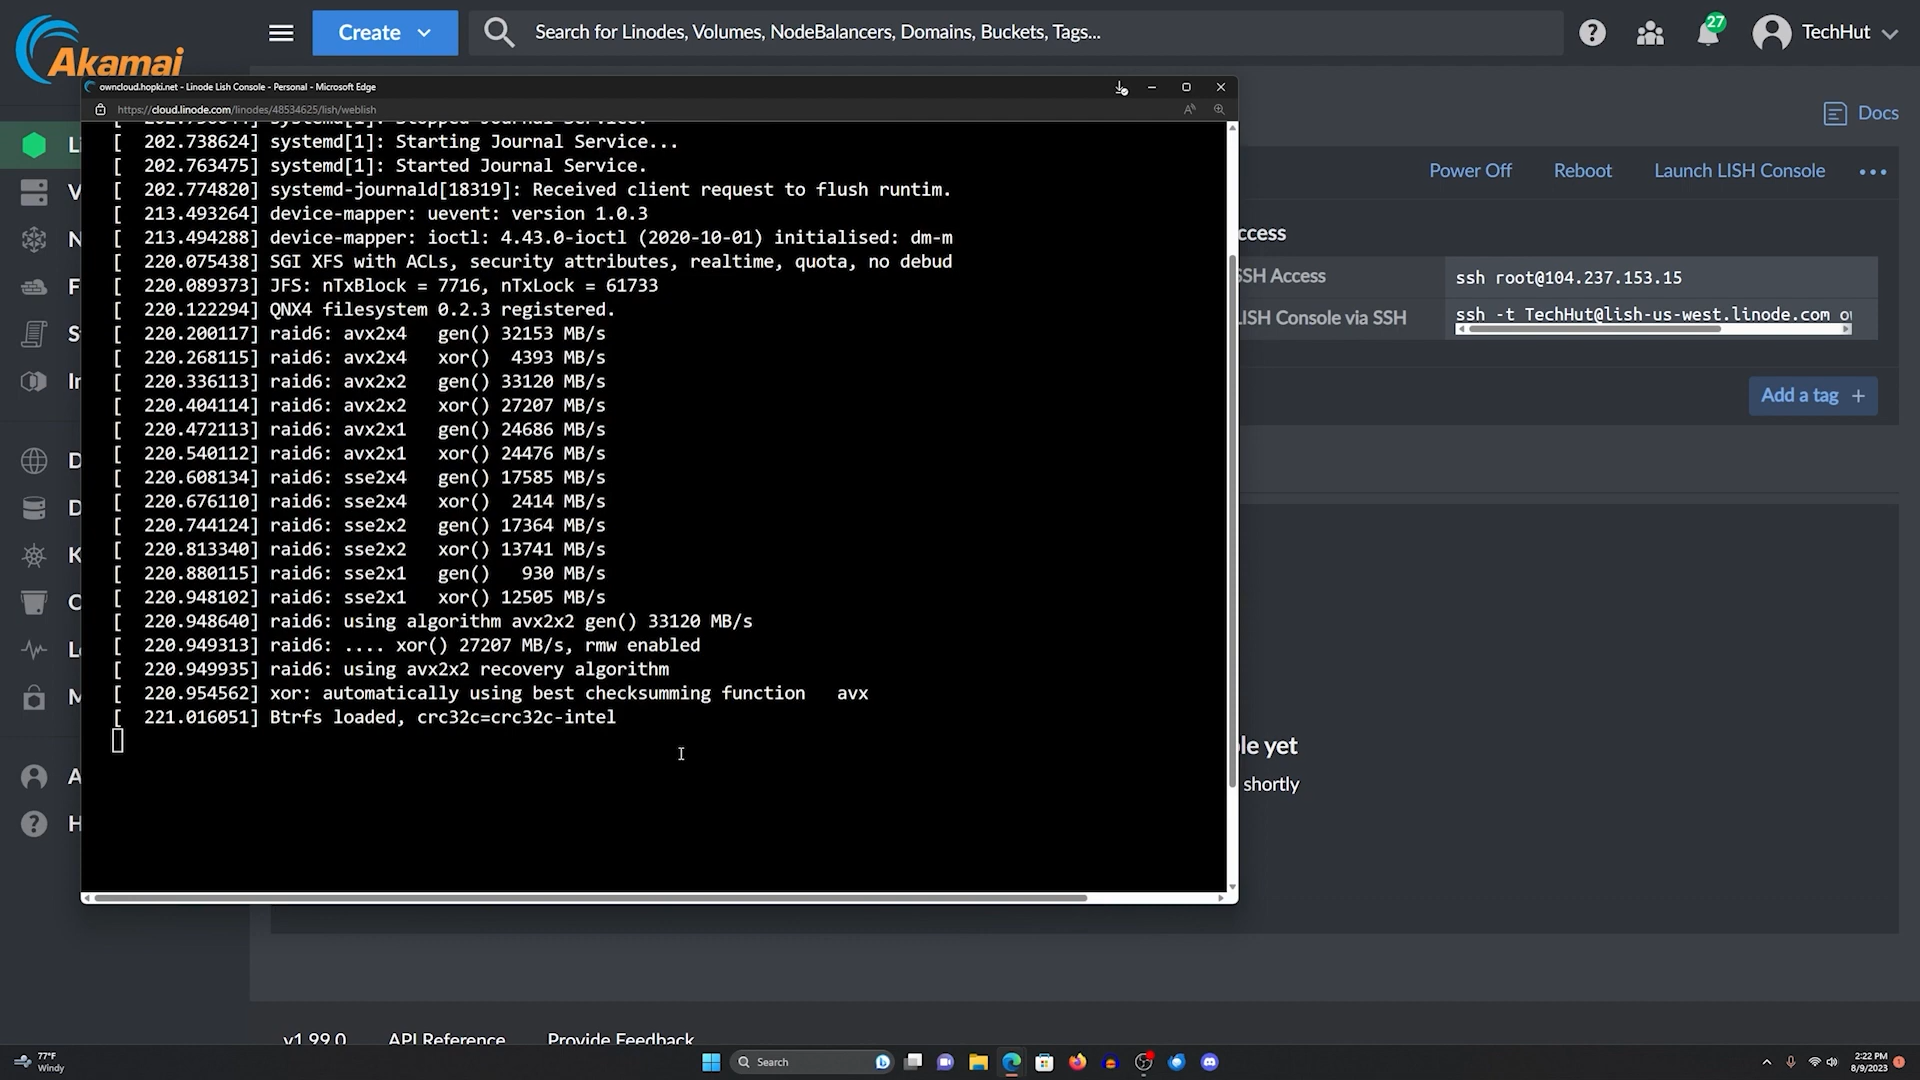 Akamai
Create
Search for Linodes, Volumes, NodeBalancers, Domains, Buckets, Tags...
27
TechHut
owncloud.hopki.net - Linode Lish Console - Personal - Microsoft Edge
https://cloud.linode.com/linodes/48534625/lish/weblish
Docs
Power Off Reboot Launch LISH Console
ccess
SSH Access
ssh root@104.237.153.15
LISH Console via SSH
ssh -t TechHut@lish-us-west.linode.com o
Add a tag +
[ 202.738624] systemd[1]: Starting Journal Service...
[ 202.763475] systemd[1]: Started Journal Service.
[ 202.774820] systemd-journald[18319]: Received client request to flush runtim.
[ 213.493264] device-mapper: uevent: version 1.0.3
[ 213.494288] device-mapper: ioctl: 4.43.0-ioctl (2020-10-01) initialised: dm-m
[ 220.075438] SGI XFS with ACLs, security attributes, realtime, quota, no debud
[ 220.089373] JFS: nTxBlock = 7716, nTxLock = 61733
[ 220.122294] QNX4 filesystem 0.2.3 registered.
[ 220.200117] raid6: avx2x4 gen() 32153 MB/s
[ 220.268115] raid6: avx2x4 xor() 4393 MB/s
[ 220.336113] raid6: avx2x2 gen() 33120 MB/s
[ 220.404114] raid6: avx2x2 xor() 27207 MB/s
[ 220.472113] raid6: avx2x1 gen() 24686 MB/s
[ 220.540112] raid6: avx2x1 xor() 24476 MB/s
[ 220.608134] raid6: sse2x4 gen() 17585 MB/s
[ 220.676110] raid6: sse2x4 xor() 2414 MB/s
[ 220.744124] raid6: sse2x2 gen() 17364 MB/s
[ 220.813340] raid6: sse2x2 xor() 13741 MB/s
[ 220.880115] raid6: sse2x1 gen() 930 MB/s
[ 220.948102] raid6: sse2x1 xor() 12505 MB/s
[ 220.948640] raid6: using algorithm avx2x2 gen() 33120 MB/s
[ 220.949313] raid6: .... xor() 27207 MB/s, rmw enabled
[ 220.949935] raid6: using avx2x2 recovery algorithm
[ 220.954562] xor: automatically using best checksumming function avx
[ 221.016051] Btrfs loaded, crc32c=crc32c-intel
L
V
N
F
S
Ir
D
D
K
O
L
M
A
H
le yet
shortly
v1.99.0 API Reference Provide Feedback
77°F
Windy
Search
2:22 PM
8/9/2023